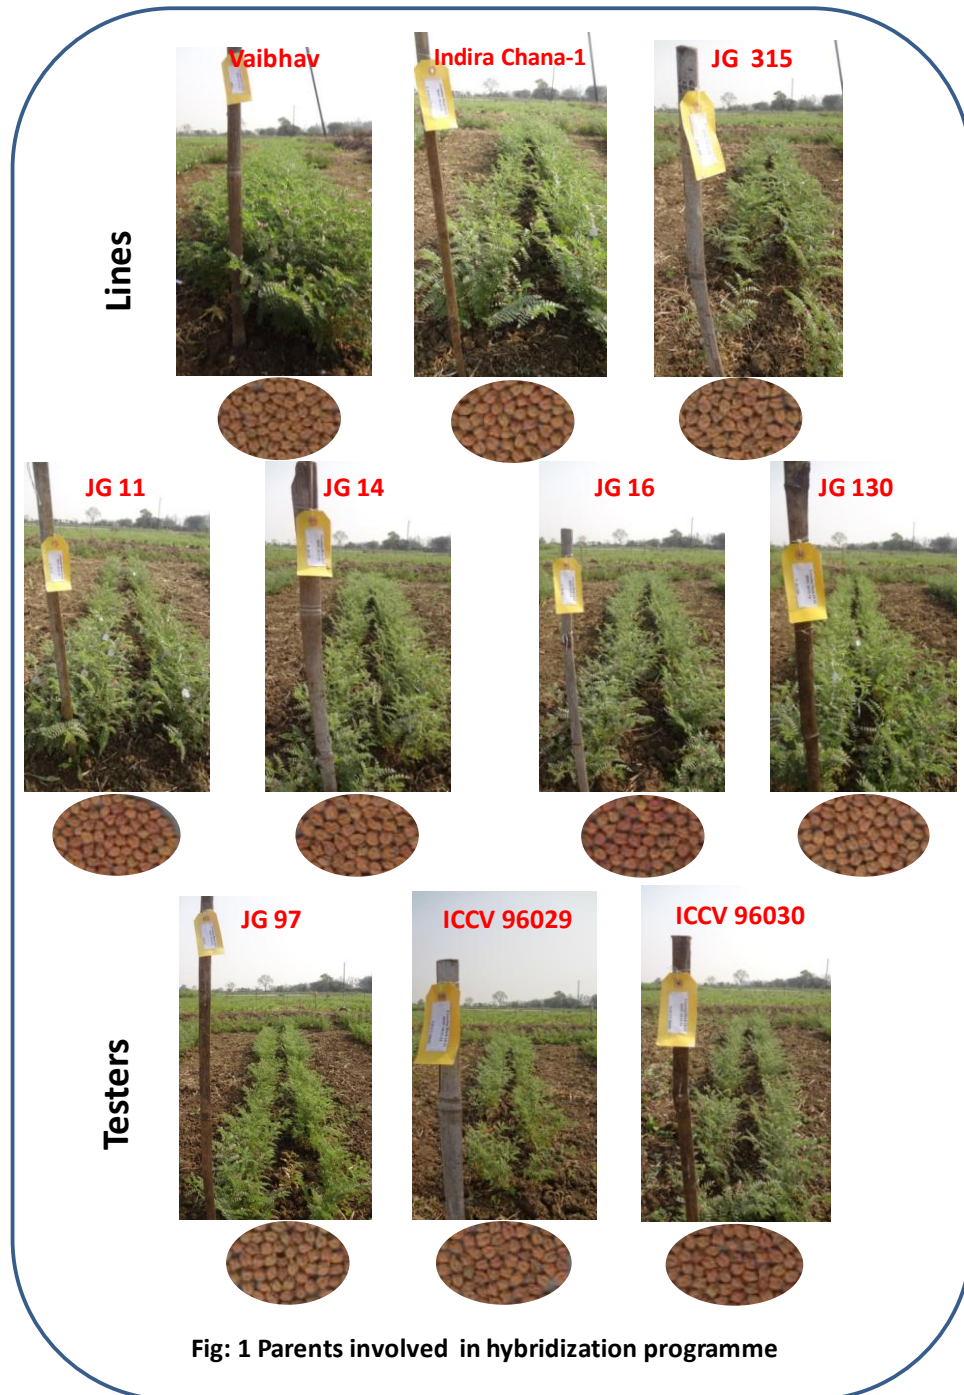 Vaibhav
Indira Chana-1
JG 315
Lines
JG 11
JG 14
JG 16
JG 130
JG 97
ICCV 96029
ICCV 96030
Testers
Fig: 1 Parents involved in hybridization programme